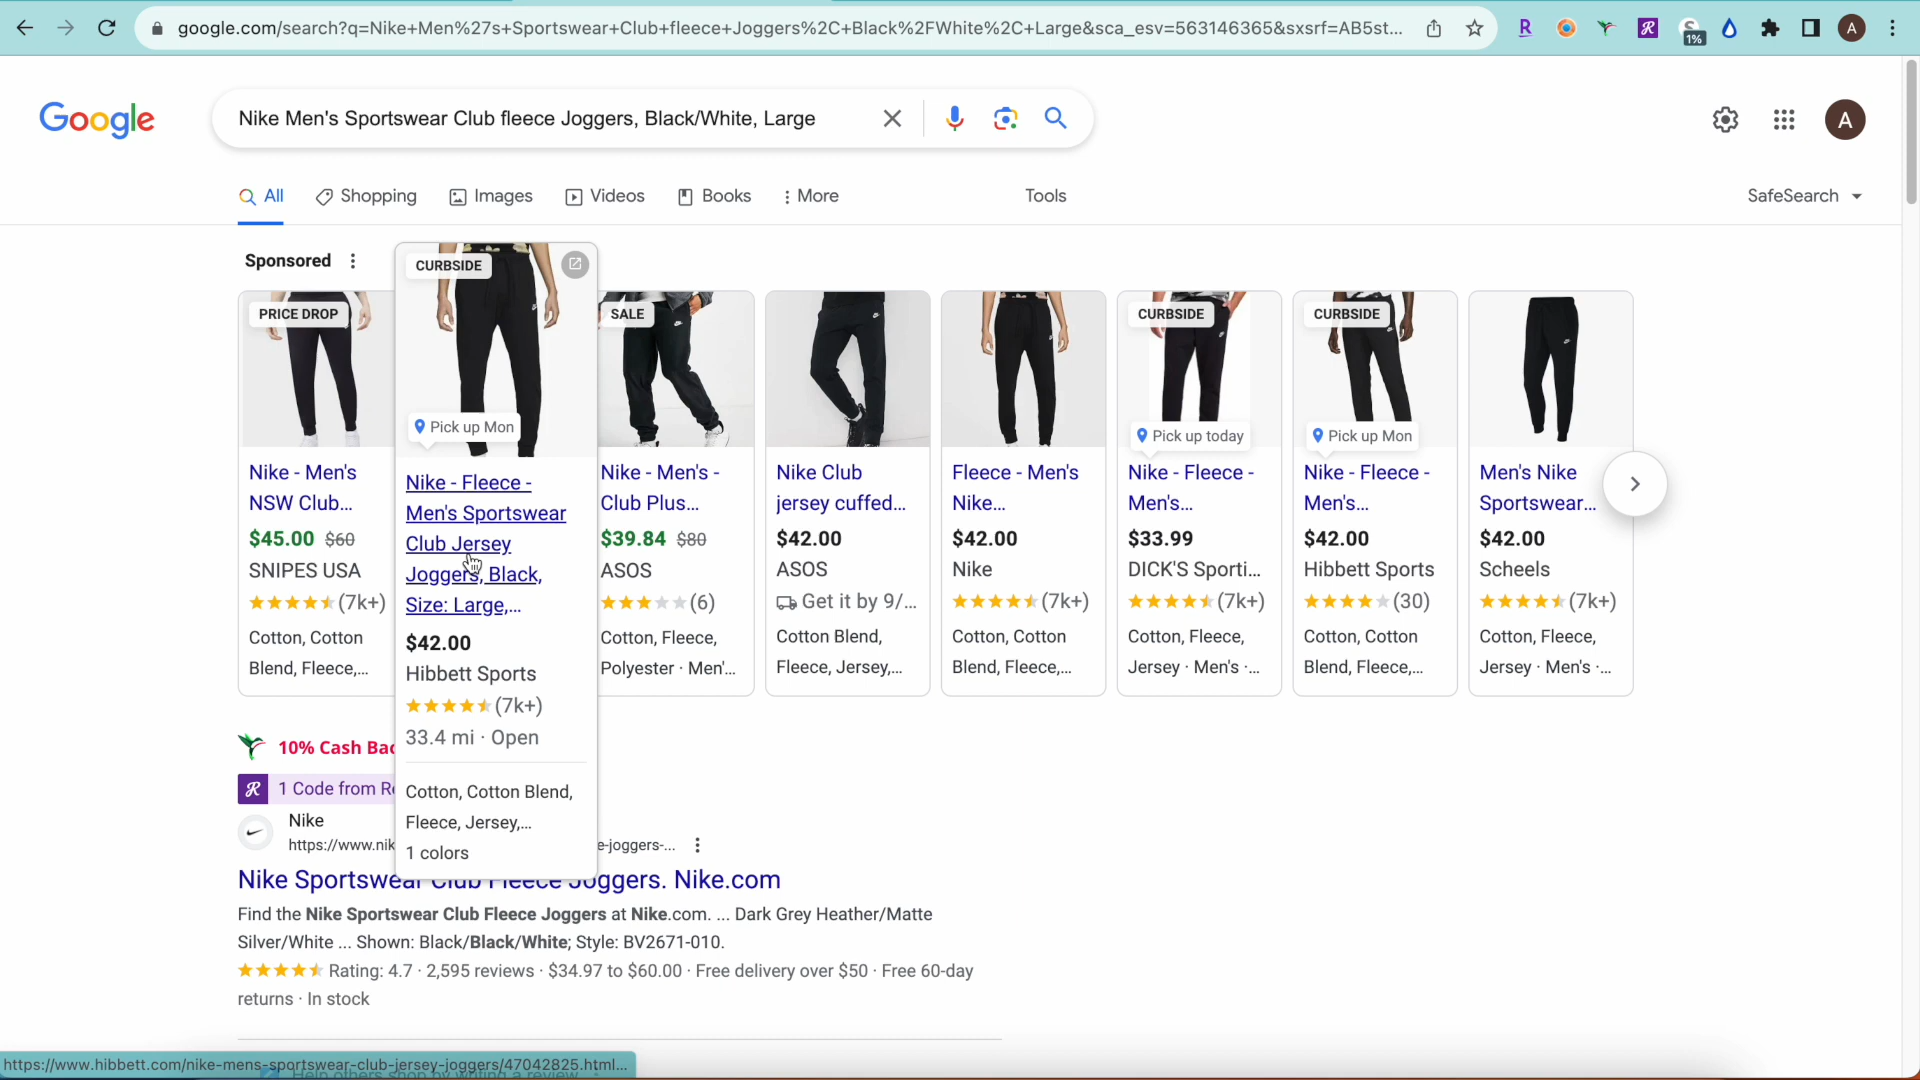 google.com/search?q=Nike+Men%27s+Sportswear+Club+fleece+Joggers%2C+Black%2FWhite%2C+Large&sca_esv=563146365&sxsrf=AB5st...
1%
A
Google
Nike Men's Sportswear Club fleece Joggers, Black/White, Large
A
All
Shopping
Images
Videos
Books
More
Tools
SafeSearch
Sponsored
PRICE DROP
Nike - Men's
NSW Club...
$45.00 $60
SNIPES USA
(7k+)
Cotton, Cotton
Blend, Fleece,...
CURBSIDE
Pick up Mon
Nike - Fleece -
Men's Sportswear
Club Jersey
Joggers, Black,
Size: Large,...
$42.00
Hibbett Sports
(7k+)
33.4 mi · Open
Cotton, Cotton Blend,
Fleece, Jersey,...
1 colors
SALE
Nike - Men's -
Club Plus...
$39.84 $80
ASOS
(6)
Cotton, Fleece,
Polyester · Men'...
Nike Club
jersey cuffed...
$42.00
ASOS
Get it by 9/...
Cotton Blend,
Fleece, Jersey,...
Fleece - Men's
Nike...
$42.00
Nike
(7k+)
Cotton, Cotton
Blend, Fleece,...
CURBSIDE
Pick up today
Nike - Fleece -
Men's...
$33.99
DICK'S Sporti...
(7k+)
Cotton, Fleece,
Jersey · Men's ·...
CURBSIDE
Pick up Mon
Nike - Fleece -
Men's...
$42.00
Hibbett Sports
(30)
Cotton, Cotton
Blend, Fleece,...
Men's Nike
Sportswear...
$42.00
Scheels
(7k+)
Cotton, Fleece,
Jersey · Men's ·...
10% Cash Bac
1 Code from R
Nike
https://www.nik e-joggers-...
Nike Sportswear Club Fleece Joggers. Nike.com
Find the Nike Sportswear Club Fleece Joggers at Nike.com. ... Dark Grey Heather/Matte
Silver/White ... Shown: Black/Black/White; Style: BV2671-010.
Rating: 4.7 · 2,595 reviews · $34.97 to $60.00 · Free delivery over $50 · Free 60-day
returns · In stock
https://www.hibbett.com/nike-mens-sportswear-club-jersey-joggers/47042825.html...
Help others shop by writing a review